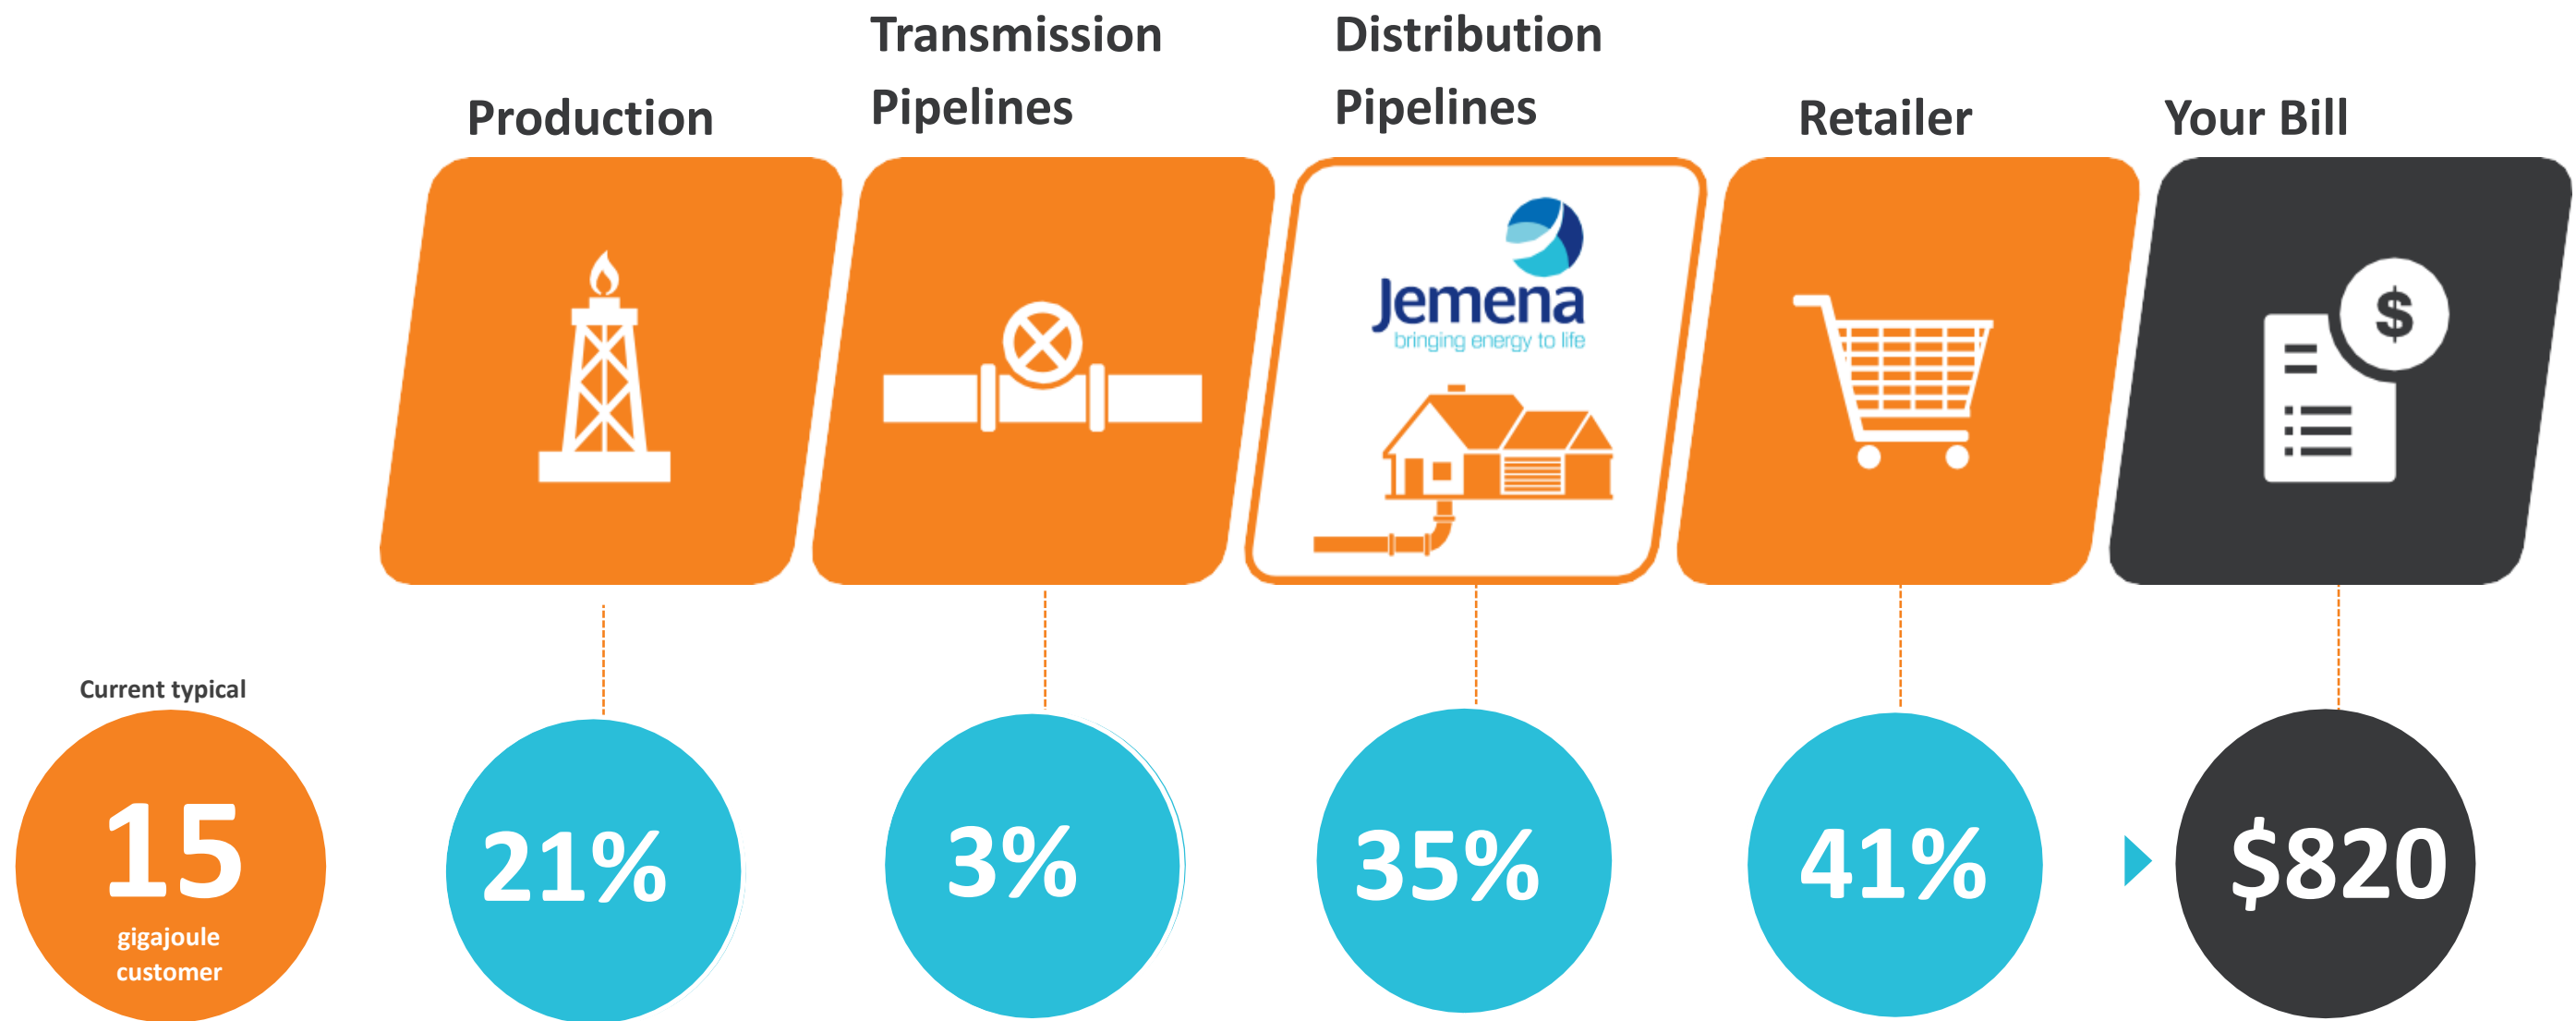 Transmission
Pipelines
Distribution
Pipelines
Production
Retailer
Your Bill
Jemena
bringing energy to life
$
Current typical
15
gigajoule
customer
21%
3%
35%
41%
$820